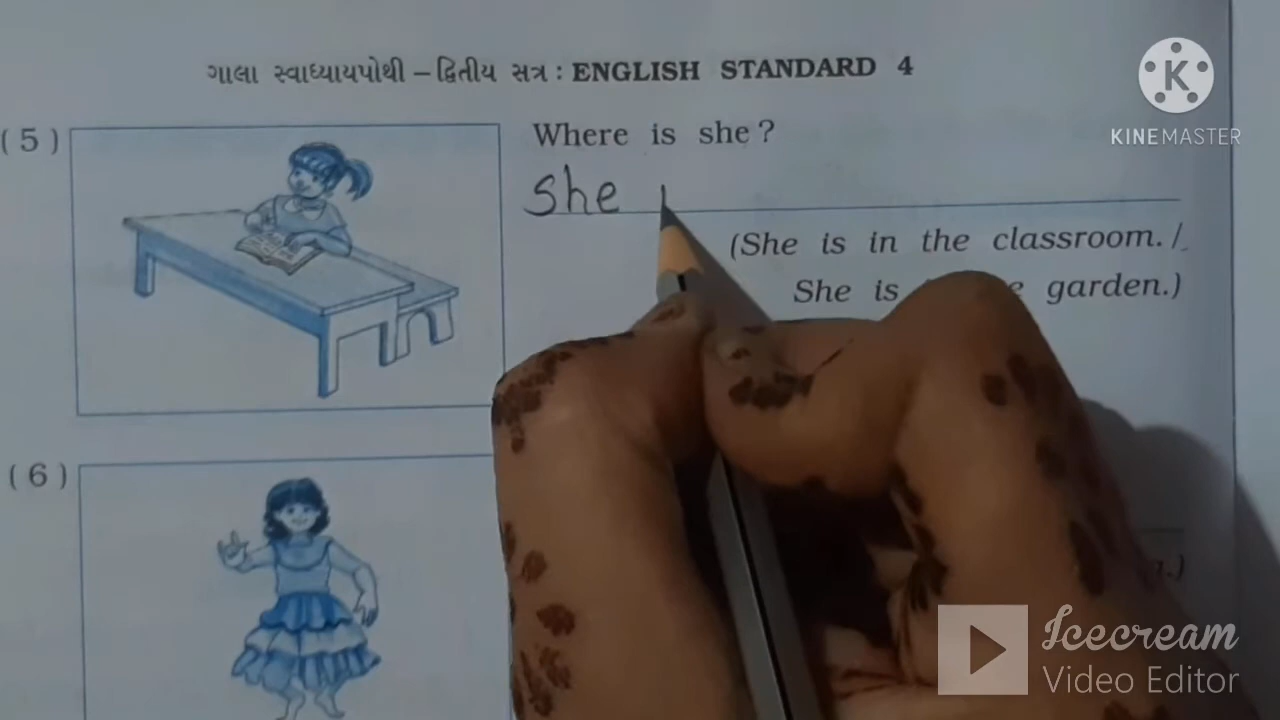 ગાલા સ્વાધ્યાયપોથી – દ્વિતીય સત્ર : ENGLISH STANDARD 4
KINEMASTER
(5)
Where is she?
She
(She is in the classroom. /
She is garden.)
(6)
Icecream
Video Editor